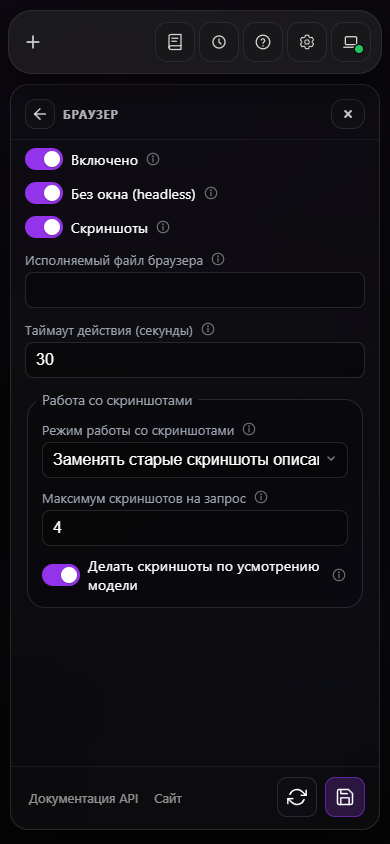 БРАУЗЕР
Включено
Без окна (headless)
Скриншоты
Исполняемый файл браузера
Таймаут действия (секунды)
30
Работа со скриншотами
Режим работы со скриншотами
Заменять старые скриншоты описа
Максимум скриншотов на запрос
4
Делать скриншоты по усмотрению
модели
Документация API Сайт